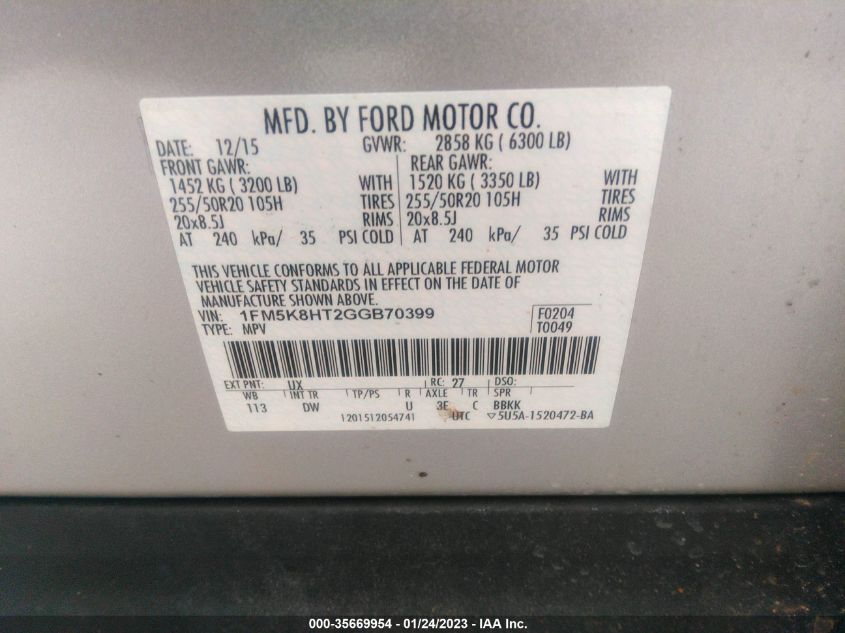 MFD. BY FORD MOTOR CO.
DATE: 12/15 GVWR: 2858 KG ( 6300 LB)
FRONT GAWR: REAR GAWR:
1452 KG ( 3200 LB) WITH 1520 KG ( 3350 LB) WITH
255/50R20 105H TIRES 255/50R20 105H TIRES
20x8.5J RIMS 20x8.5J RIMS
AT 240 kPa/ 35 PSI COLD AT 240 kPa/ 35 PSI COLD
THIS VEHICLE CONFORMS TO ALL APPLICABLE FEDERAL MOTOR
VEHICLE SAFETY STANDARDS IN EFFECT ON THE DATE OF
MANUFACTURE SHOWN ABOVE.
VIN: 1FM5K8HT2GGB70399 F0204
TYPE: MPV T0049
EXT PNT: UX RC: 27 DSO:
WB INT TR TP/PS R AXLE TR SPR
113 DW U 3E C BBKK
1201512054741 UTC ▽5U5A-1520472-BA
000-35669954 - 01/24/2023 - IAA Inc.